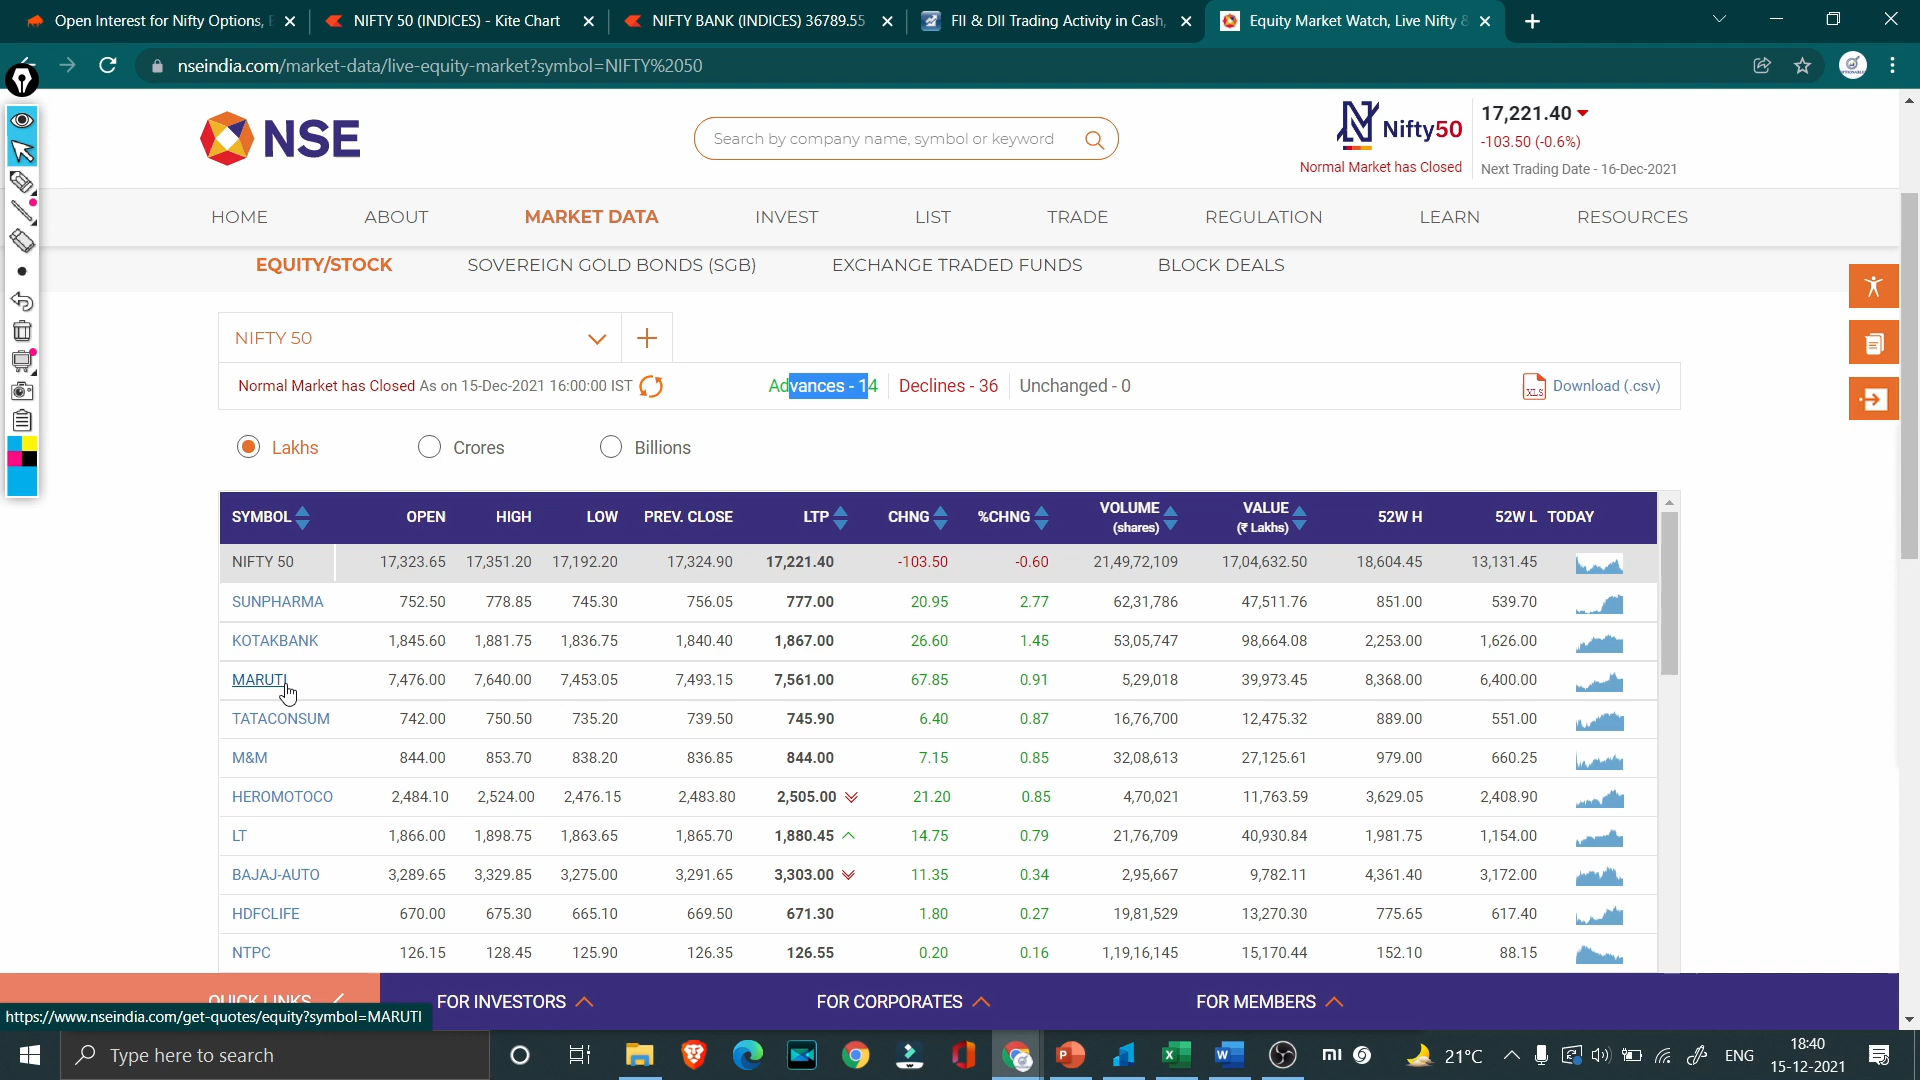 Open Interest for Nifty Options, E
NIFTY 50 (INDICES) - Kite Chart
NIFTY BANK (INDICES) 36789.55
FII & DII Trading Activity in Cash,
Equity Market Watch, Live Nifty &
nseindia.com/market-data/live-equity-market?symbol=NIFTY%2050
NSE
Search by company name, symbol or keyword
Nifty50
17,221.40
-103.50 (-0.6%)
Normal Market has Closed
Next Trading Date - 16-Dec-2021
HOME ABOUT MARKET DATA INVEST LIST TRADE REGULATION LEARN RESOURCES
EQUITY/STOCK SOVEREIGN GOLD BONDS (SGB) EXCHANGE TRADED FUNDS BLOCK DEALS
NIFTY 50
Normal Market has Closed As on 15-Dec-2021 16:00:00 IST
Advances - 14 Declines - 36 Unchanged - 0
XLS Download (.csv)
Lakhs Crores Billions
SYMBOL OPEN HIGH LOW PREV. CLOSE LTP CHNG %CHNG VOLUME (shares) VALUE (₹ Lakhs) 52W H 52W L TODAY
NIFTY 50 17,323.65 17,351.20 17,192.20 17,324.90 17,221.40 -103.50 -0.60 21,49,72,109 17,04,632.50 18,604.45 13,131.45
SUNPHARMA 752.50 778.85 745.30 756.05 777.00 20.95 2.77 62,31,786 47,511.76 851.00 539.70
KOTAKBANK 1,845.60 1,881.75 1,836.75 1,840.40 1,867.00 26.60 1.45 53,05,747 98,664.08 2,253.00 1,626.00
MARUTI 7,476.00 7,640.00 7,453.05 7,493.15 7,561.00 67.85 0.91 5,29,018 39,973.45 8,368.00 6,400.00
TATACONSUM 742.00 750.50 735.20 739.50 745.90 6.40 0.87 16,76,700 12,475.32 889.00 551.00
M&M 844.00 853.70 838.20 836.85 844.00 7.15 0.85 32,08,613 27,125.61 979.00 660.25
HEROMOTOCO 2,484.10 2,524.00 2,476.15 2,483.80 2,505.00 21.20 0.85 4,70,021 11,763.59 3,629.05 2,408.90
LT 1,866.00 1,898.75 1,863.65 1,865.70 1,880.45 14.75 0.79 21,76,709 40,930.84 1,981.75 1,154.00
BAJAJ-AUTO 3,289.65 3,329.85 3,275.00 3,291.65 3,303.00 11.35 0.34 2,95,667 9,782.11 4,361.40 3,172.00
HDFCLIFE 670.00 675.30 665.10 669.50 671.30 1.80 0.27 19,81,529 13,270.30 775.65 617.40
NTPC 126.15 128.45 125.90 126.35 126.55 0.20 0.16 1,19,16,145 15,170.44 152.10 88.15
QUICK LINKS FOR INVESTORS FOR CORPORATES FOR MEMBERS
https://www.nseindia.com/get-quotes/equity?symbol=MARUTI
Type here to search
21°C
ENG
18:40
15-12-2021